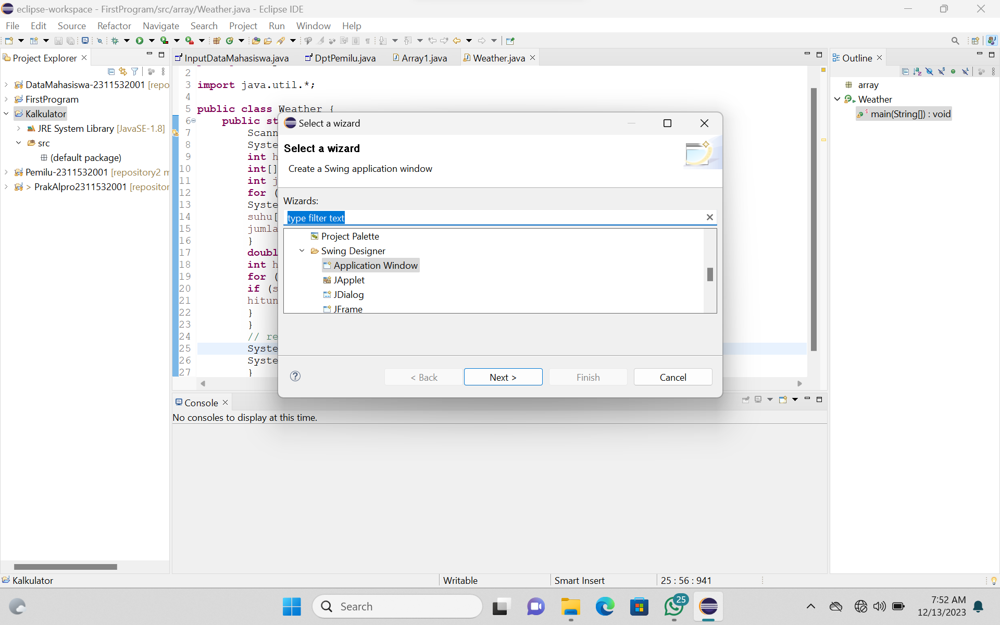 eclipse-workspace - FirstProgram/src/array/Weather.java - Eclipse IDE
File Edit Source Refactor Navigate Search Project Run Window Help
Project Explorer
DataMahasiswa-2311532001 [repo
FirstProgram
Kalkulator
JRE System Library [JavaSE-1.8]
src
(default package)
Pemilu-2311532001 [repository2 m
> PrakAlpro2311532001 [repositor
InputDataMahasiswa.java DptPemilu.java Array1.java Weather.java
2
3 import java.util.*;
4
5 public class Weather {
6 public st
7 Scann
8 Syste
9 int h
10 int[]
11 int j
12 for (
13 Syste
14 suhu[
15 jumla
16 }
17 doubl
18 int h
19 for (
20 if (s
21 hitun
22 }
23 }
24 // re
25 Syste
26 Syste
27 }
Select a wizard
Select a wizard
Create a Swing application window
Wizards:
type filter text
Project Palette
Swing Designer
Application Window
JApplet
JDialog
JFrame
< Back Next > Finish Cancel
Outline
array
Weather
main(String[]) : void
Console
No consoles to display at this time.
Kalkulator Writable Smart Insert 25 : 56 : 941
Search
25
7:52 AM
12/13/2023